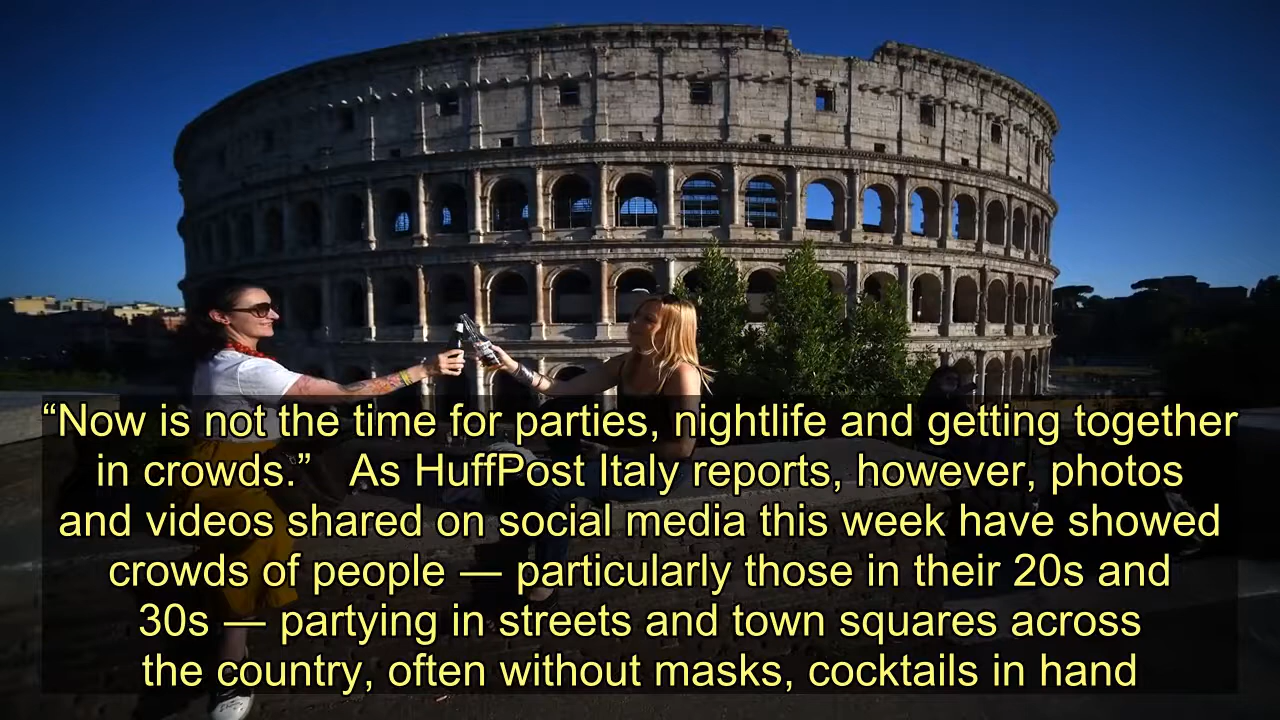 “Now is not the time for parties, nightlife and getting together
in crowds.”   As HuffPost Italy reports, however, photos
and videos shared on social media this week have showed
crowds of people — particularly those in their 20s and
30s — partying in streets and town squares across
the country, often without masks, cocktails in hand